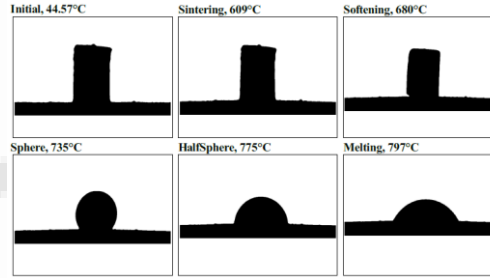 Initial, 44.57°C
Sintering, 609°C
Softening, 680°C
Sphere, 735°C
HalfSphere, 775°C
Melting, 797°C